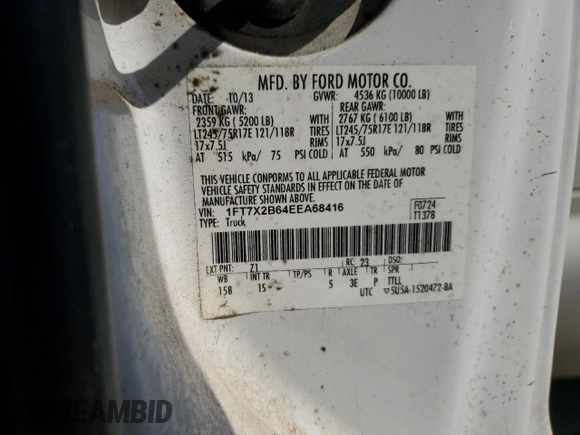 MFD. BY FORD MOTOR CO.
DATE: 10/13 GVWR: 4536 KG (10000 LB)
FRONT GAWR: REAR GAWR:
2359 KG ( 5200 LB) WITH 2767 KG ( 6100 LB) WITH
LT245/75R17E 121/118R TIRES LT245/75R17E 121/118R TIRES
17x7.5J RIMS 17x7.5J RIMS
AT 515 kPa/ 75 PSI COLD AT 550 kPa/ 80 PSI COLD
THIS VEHICLE CONFORMS TO ALL APPLICABLE FEDERAL MOTOR
VEHICLE SAFETY STANDARDS IN EFFECT ON THE DATE OF
MANUFACTURE SHOWN ABOVE.
VIN: 1FT7X2B64EEA68416 F0724
TYPE: Truck T1378
EXT PNT: Z1 RC: 23 DSO:
WB INT TR TP/PS R AXLE TR SPR
158 1S 5 3E P TTLL
UTC ▽5U5A-1520472-BA
DREAMBID